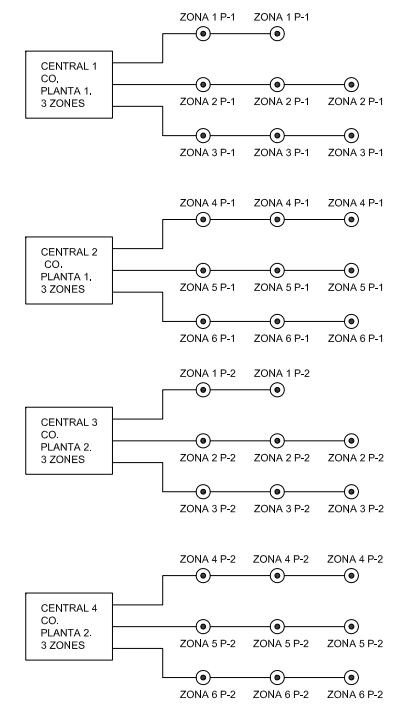 ZONA 1 P-1 ZONA 1 P-1
CENTRAL 1
CO.
PLANTA 1.
3 ZONES
ZONA 2 P-1 ZONA 2 P-1 ZONA 2 P-1
ZONA 3 P-1 ZONA 3 P-1 ZONA 3 P-1
ZONA 4 P-1 ZONA 4 P-1 ZONA 4 P-1
CENTRAL 2
CO.
PLANTA 1.
3 ZONES
ZONA 5 P-1 ZONA 5 P-1 ZONA 5 P-1
ZONA 6 P-1 ZONA 6 P-1 ZONA 6 P-1
ZONA 1 P-2 ZONA 1 P-2
CENTRAL 3
CO.
PLANTA 2.
3 ZONES
ZONA 2 P-2 ZONA 2 P-2 ZONA 2 P-2
ZONA 3 P-2 ZONA 3 P-2 ZONA 3 P-2
ZONA 4 P-2 ZONA 4 P-2 ZONA 4 P-2
CENTRAL 4
CO.
PLANTA 2.
3 ZONES
ZONA 5 P-2 ZONA 5 P-2 ZONA 5 P-2
ZONA 6 P-2 ZONA 6 P-2 ZONA 6 P-2